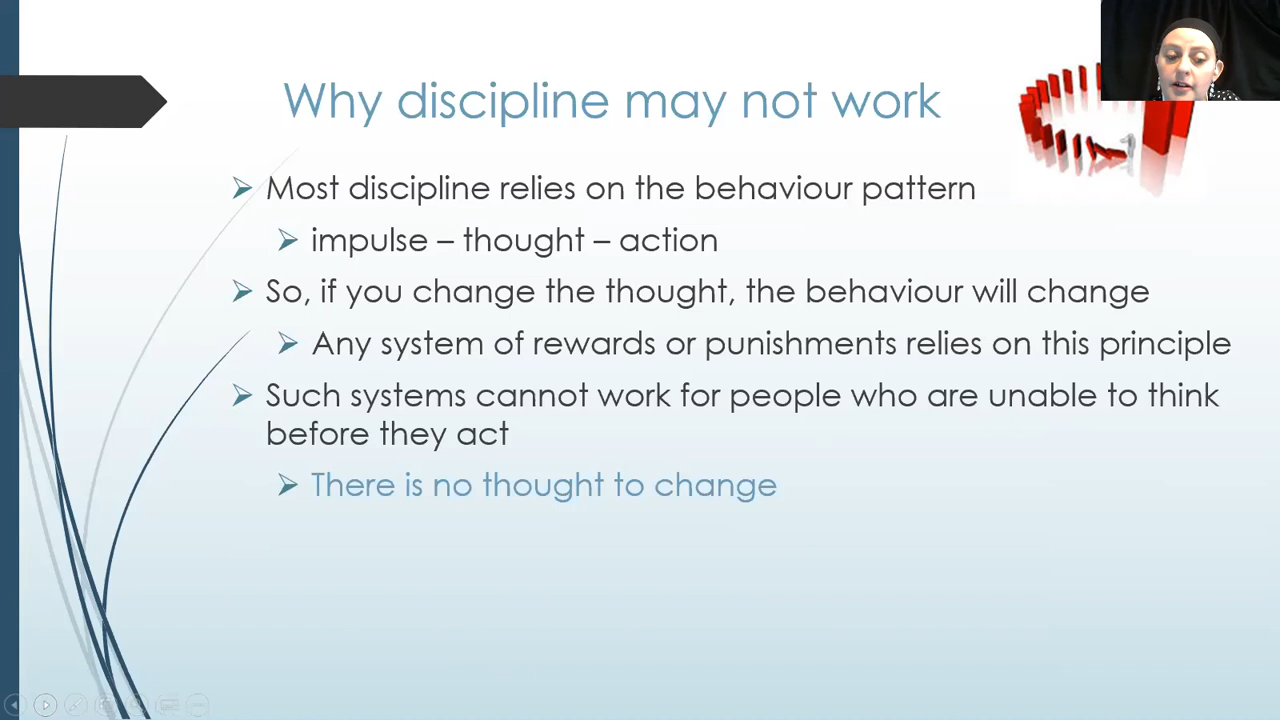 Why discipline may not work
Most discipline relies on the behaviour pattern
impulse – thought – action
So, if you change the thought, the behaviour will change
Any system of rewards or punishments relies on this principle
Such systems cannot work for people who are unable to think
before they act
There is no thought to change